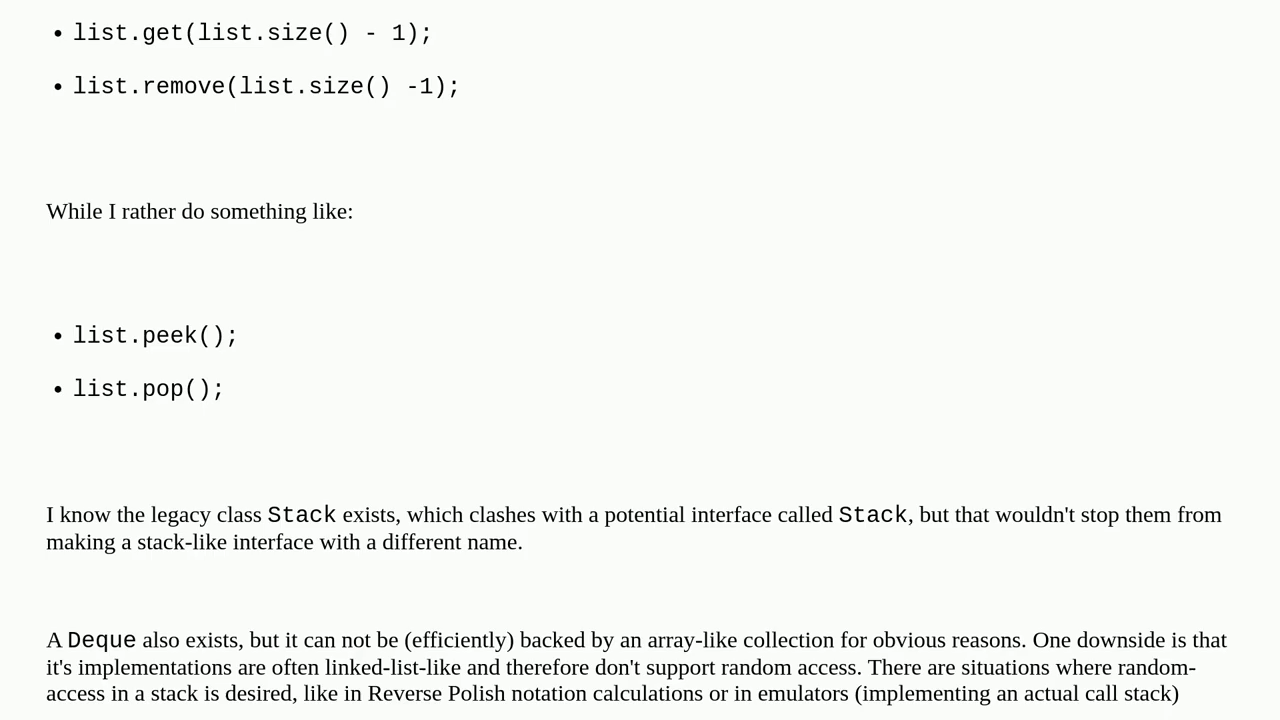 • list.get(list.size() - 1);
• list.remove(list.size() -1);
While I rather do something like:
• list.peek();
• list.pop();
I know the legacy class Stack exists, which clashes with a potential interface called Stack, but that wouldn't stop them from
making a stack-like interface with a different name.
A Deque also exists, but it can not be (efficiently) backed by an array-like collection for obvious reasons. One downside is that
it's implementations are often linked-list-like and therefore don't support random access. There are situations where random-
access in a stack is desired, like in Reverse Polish notation calculations or in emulators (implementing an actual call stack)